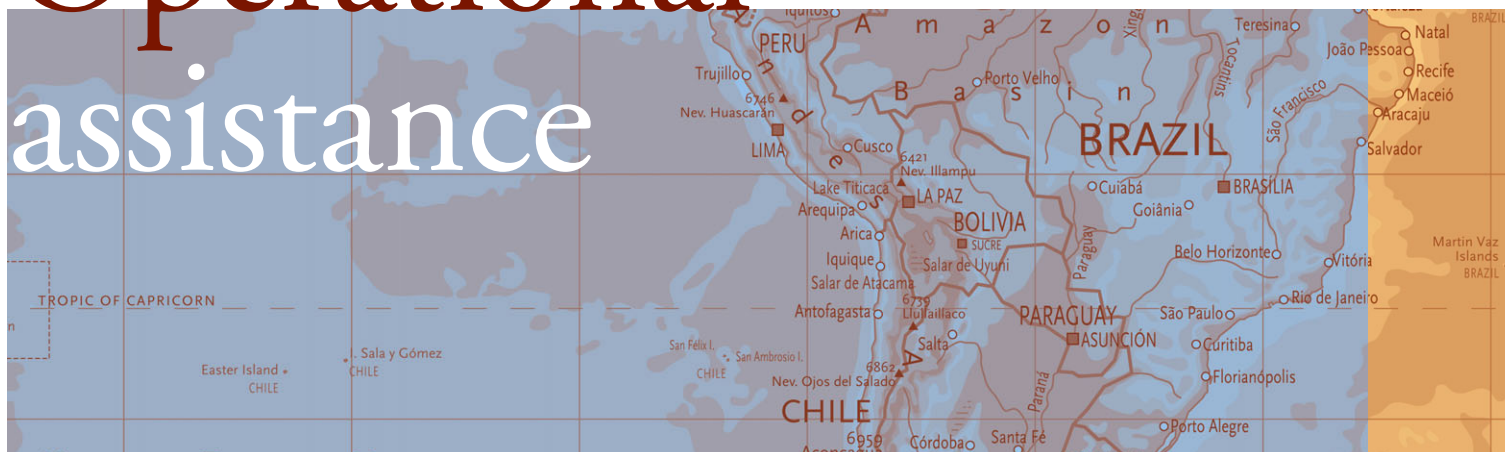 Operational
assistance
Iquitos
PERU
Trujillo
6746
Nev. Huascarán
LIMA
Cusco
Andes
Amazon
Basin
Porto Velho
Xingu
Tocantins
Teresina
Fortaleza
BRAZIL
Natal
João Pessoa
Recife
Maceió
Aracaju
São Francisco
Salvador
BRAZIL
6421
Nev. Illampu
Lake Titicaca
LA PAZ
Arequipa
BOLIVIA
SUCRE
Arica
Iquique
Salar de Uyuni
Salar de Atacama
Cuiabá
BRASÍLIA
Goiânia
Paraguay
Belo Horizonte
Vitória
Martin Vaz
Islands
BRAZIL
TROPIC OF CAPRICORN
n
Antofagasta
6739
Llullaillaco
PARAGUAY
ASUNCIÓN
São Paulo
Rio de Janeiro
Salta
Curitiba
I. Sala y Gómez
CHILE
Easter Island
CHILE
San Félix I.
San Ambrosio I.
CHILE
6862
Nev. Ojos del Salado
A
Paraná
Florianópolis
CHILE
6959
Aconcagua
Córdoba
Santa Fé
Porto Alegre